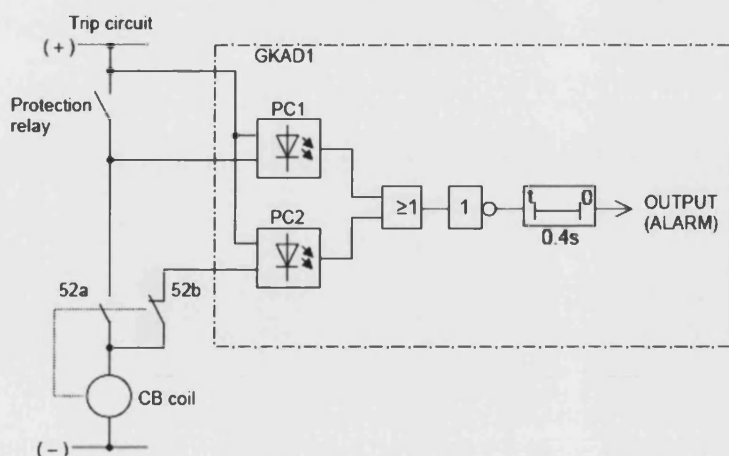 Trip circuit
(+)
GKAD1
Protection
relay
PC1
PC2
≥1
1
t 0
0.4s
OUTPUT
(ALARM)
52a
52b
CB coil
(−)